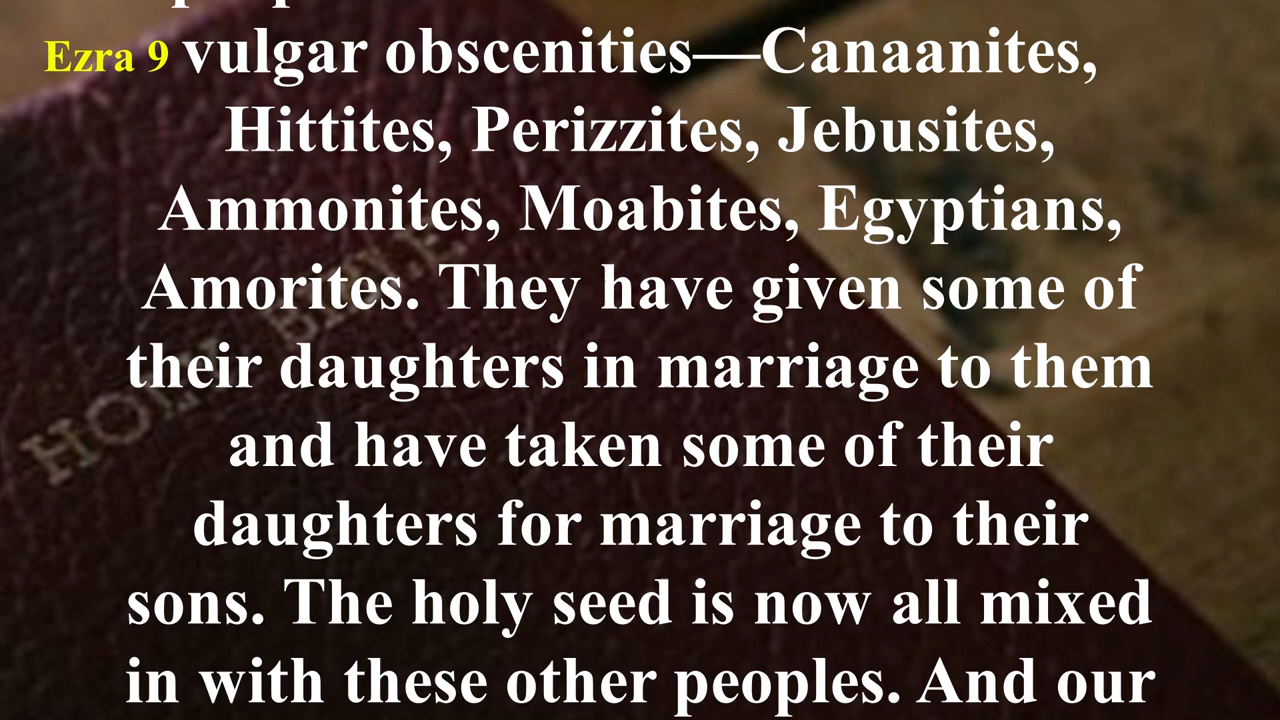 Ezra 9 vulgar obscenities—Canaanites,
Hittites, Perizzites, Jebusites,
Ammonites, Moabites, Egyptians,
Amorites. They have given some of
their daughters in marriage to them
and have taken some of their
daughters for marriage to their
sons. The holy seed is now all mixed
in with these other peoples. And our
HOLY BIBLE